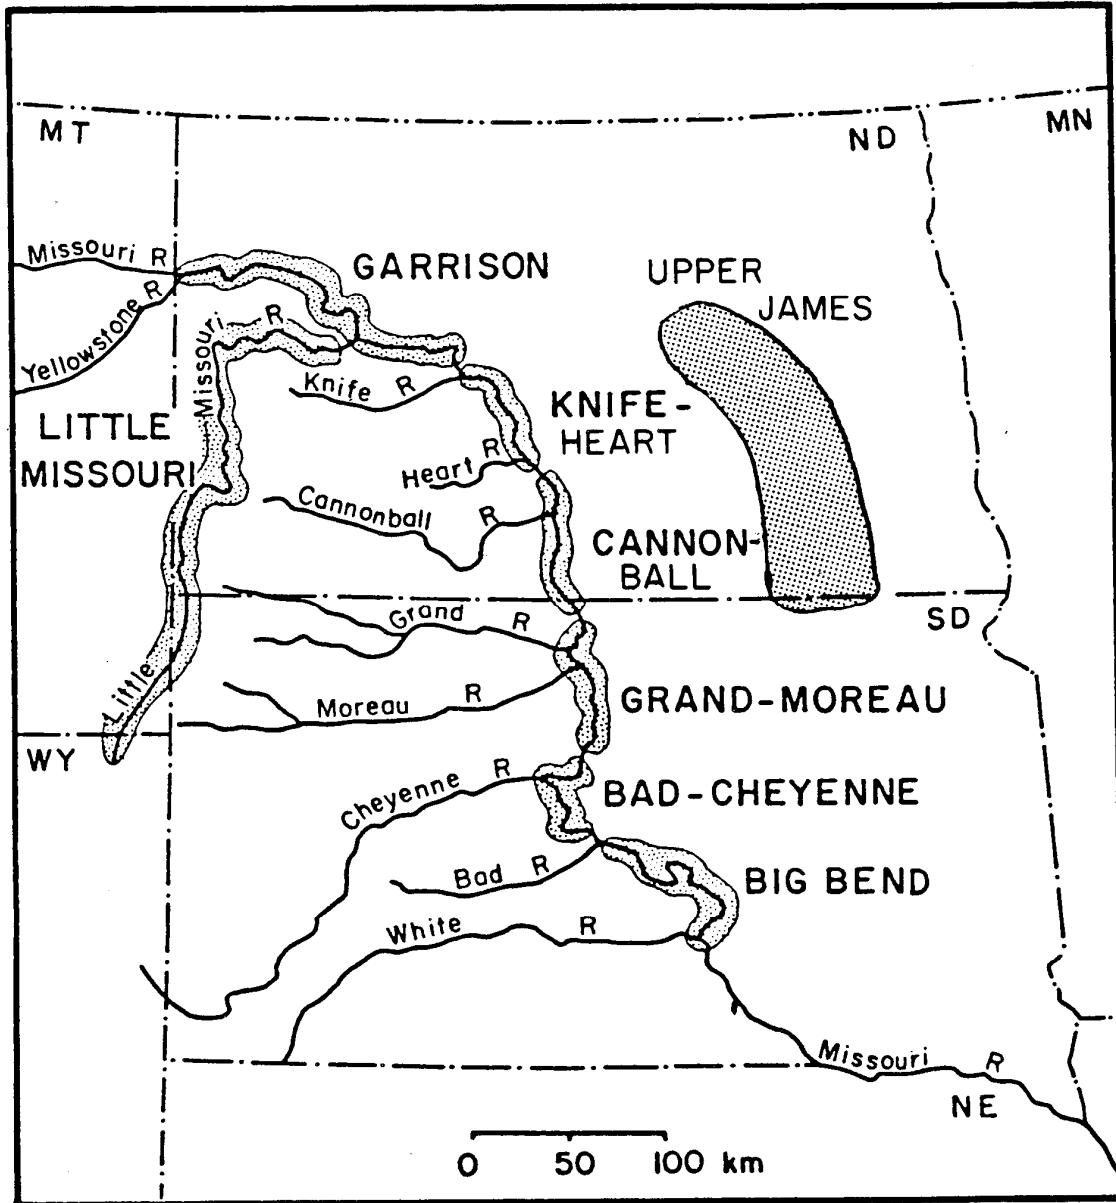 MT
ND
MN
Missouri R
GARRISON
UPPER
JAMES
Yellowstone R
Missouri R
Knife R
LITTLE
MISSOURI
KNIFE-
HEART
Heart R
Cannonball R
CANNON-
BALL
Grand R
SD
Little
Moreau R
GRAND-MOREAU
WY
Cheyenne R
BAD-CHEYENNE
Bad R
BIG BEND
White R
Missouri R
NE
0 50 100 km